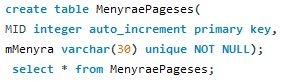 create table MenyraePageses(
MID integer auto_increment primary key,
mMenyra varchar(30) unique NOT NULL);
select * from MenyraePageses;